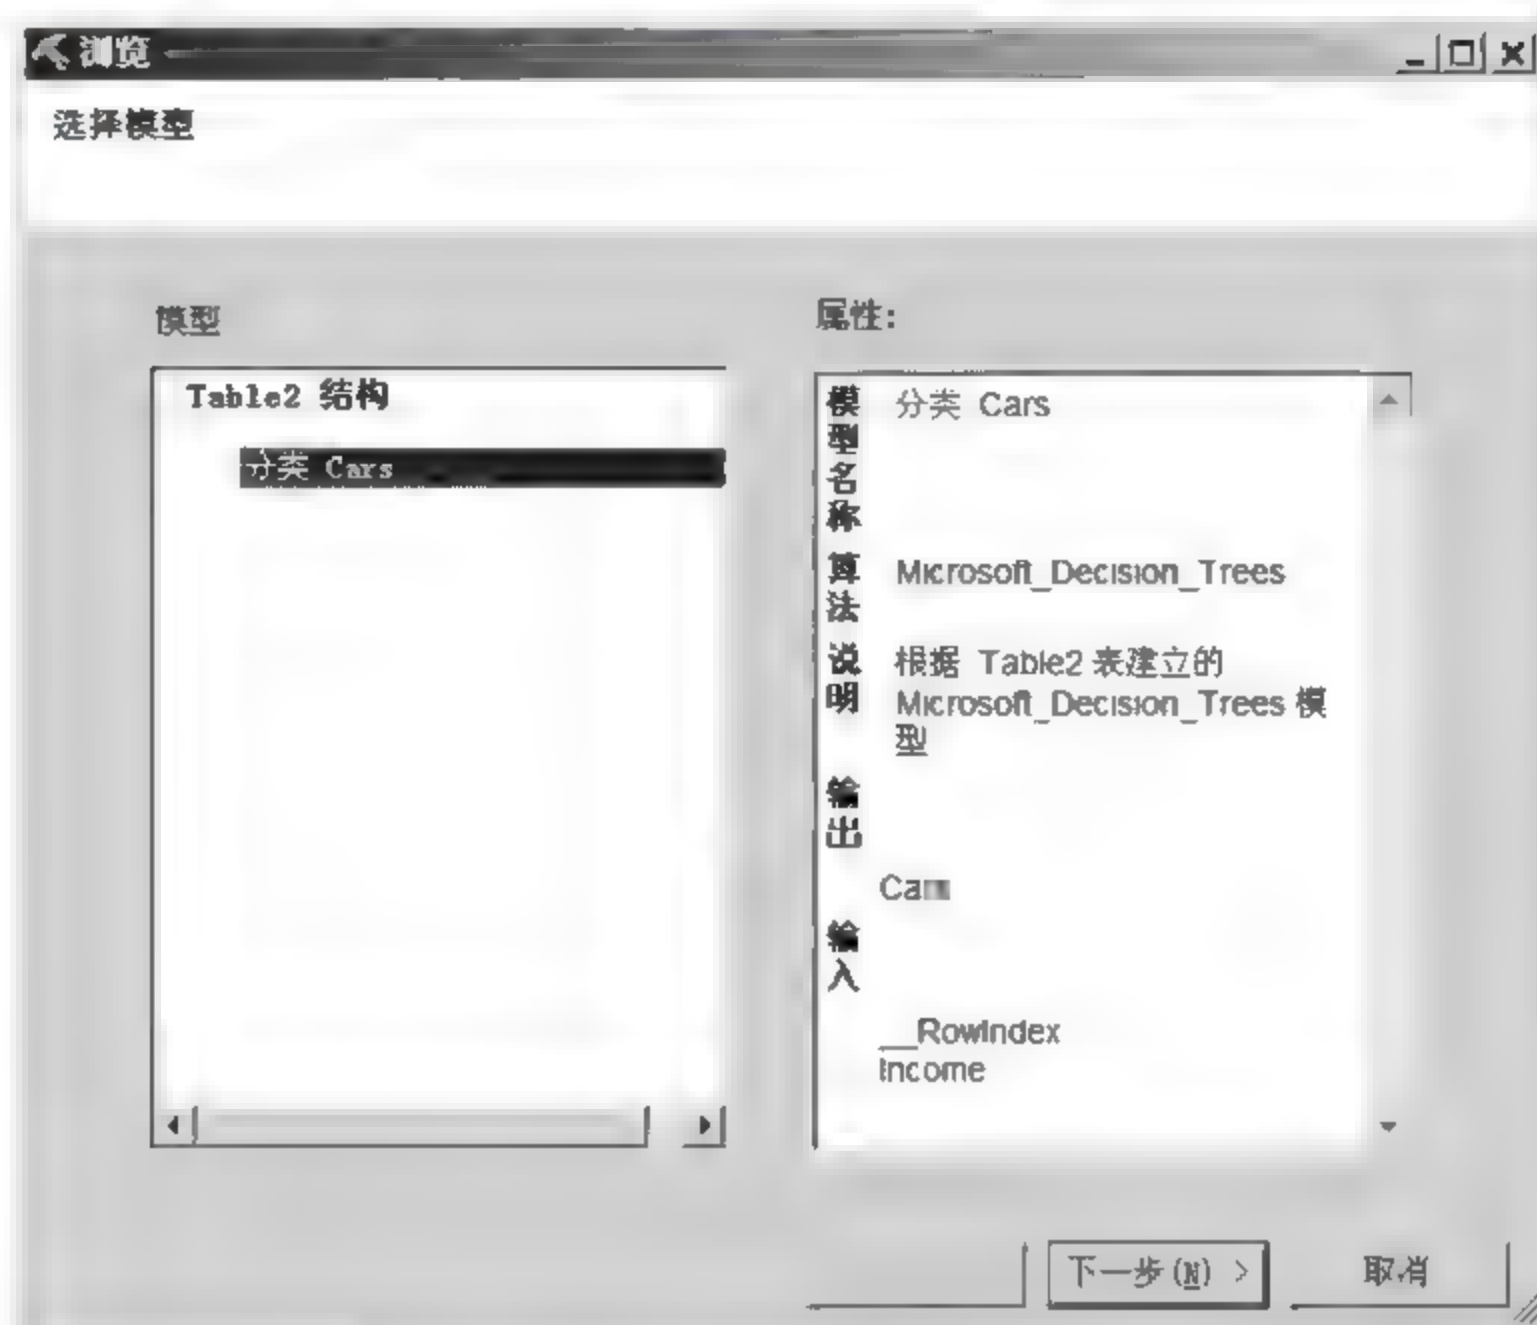 浏览
选择模型
模型
Table2 结构
分类 Cars
属性:
模型名称
分类 Cars
算法
Microsoft_Decision_Trees
说明
根据 Table2 表建立的
Microsoft_Decision_Trees 模
型
输出
Cars
输入
__RowIndex
Income
下一步(N) >
取消